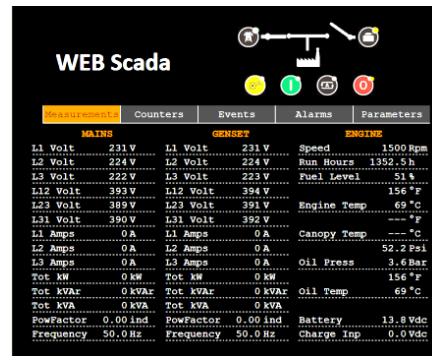 WEB Scada
Measurements Counters Events Alarms Parameters
MAINS GENSET ENGINE
L1 Volt 231 V L1 Volt 231 V Speed 1500 Rpm
L2 Volt 224 V L2 Volt 224 V Run Hours 1352.5 h
L3 Volt 222 V L3 Volt 223 V Fuel Level 51 %
L12 Volt 393 V L12 Volt 394 V 156 °F
L23 Volt 389 V L23 Volt 391 V Engine Temp 69 °C
L31 Volt 390 V L31 Volt 392 V --- °F
L1 Amps 0 A L1 Amps 0 A Canopy Temp --- °C
L2 Amps 0 A L2 Amps 0 A 52.2 Psi
L3 Amps 0 A L3 Amps 0 A Oil Press 3.6 Bar
Tot kW 0 kW Tot kW 0 kW 156 °F
Tot kVAr 0 kVAr Tot kVAr 0 kVAr Oil Temp 69 °C
Tot kVA 0 kVA Tot kVA 0 kVA
PowFactor 0.00 ind PowFactor 0.00 ind Battery 13.8 Vdc
Frequency 50.0 Hz Frequency 50.0 Hz Charge Inp 0.0 Vdc